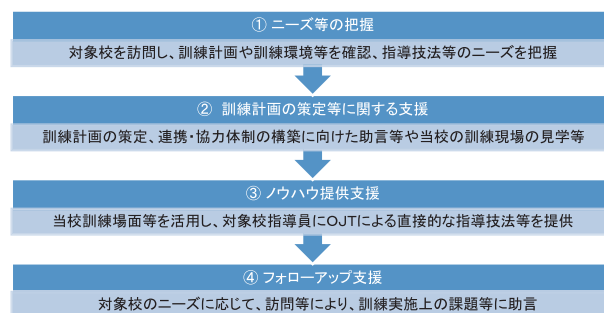 ① ニーズ等の把握
対象校を訪問し、訓練計画や訓練環境等を確認、指導技法等のニーズを把握
② 訓練計画の策定等に関する支援
訓練計画の策定、連携・協力体制の構築に向けた助言等や当校の訓練現場の見学等
③ ノウハウ提供支援
当校訓練場面等を活用し、対象校指導員にOJTによる直接的な指導技法等を提供
④ フォローアップ支援
対象校のニーズに応じて、訪問等により、訓練実施上の課題等に助言